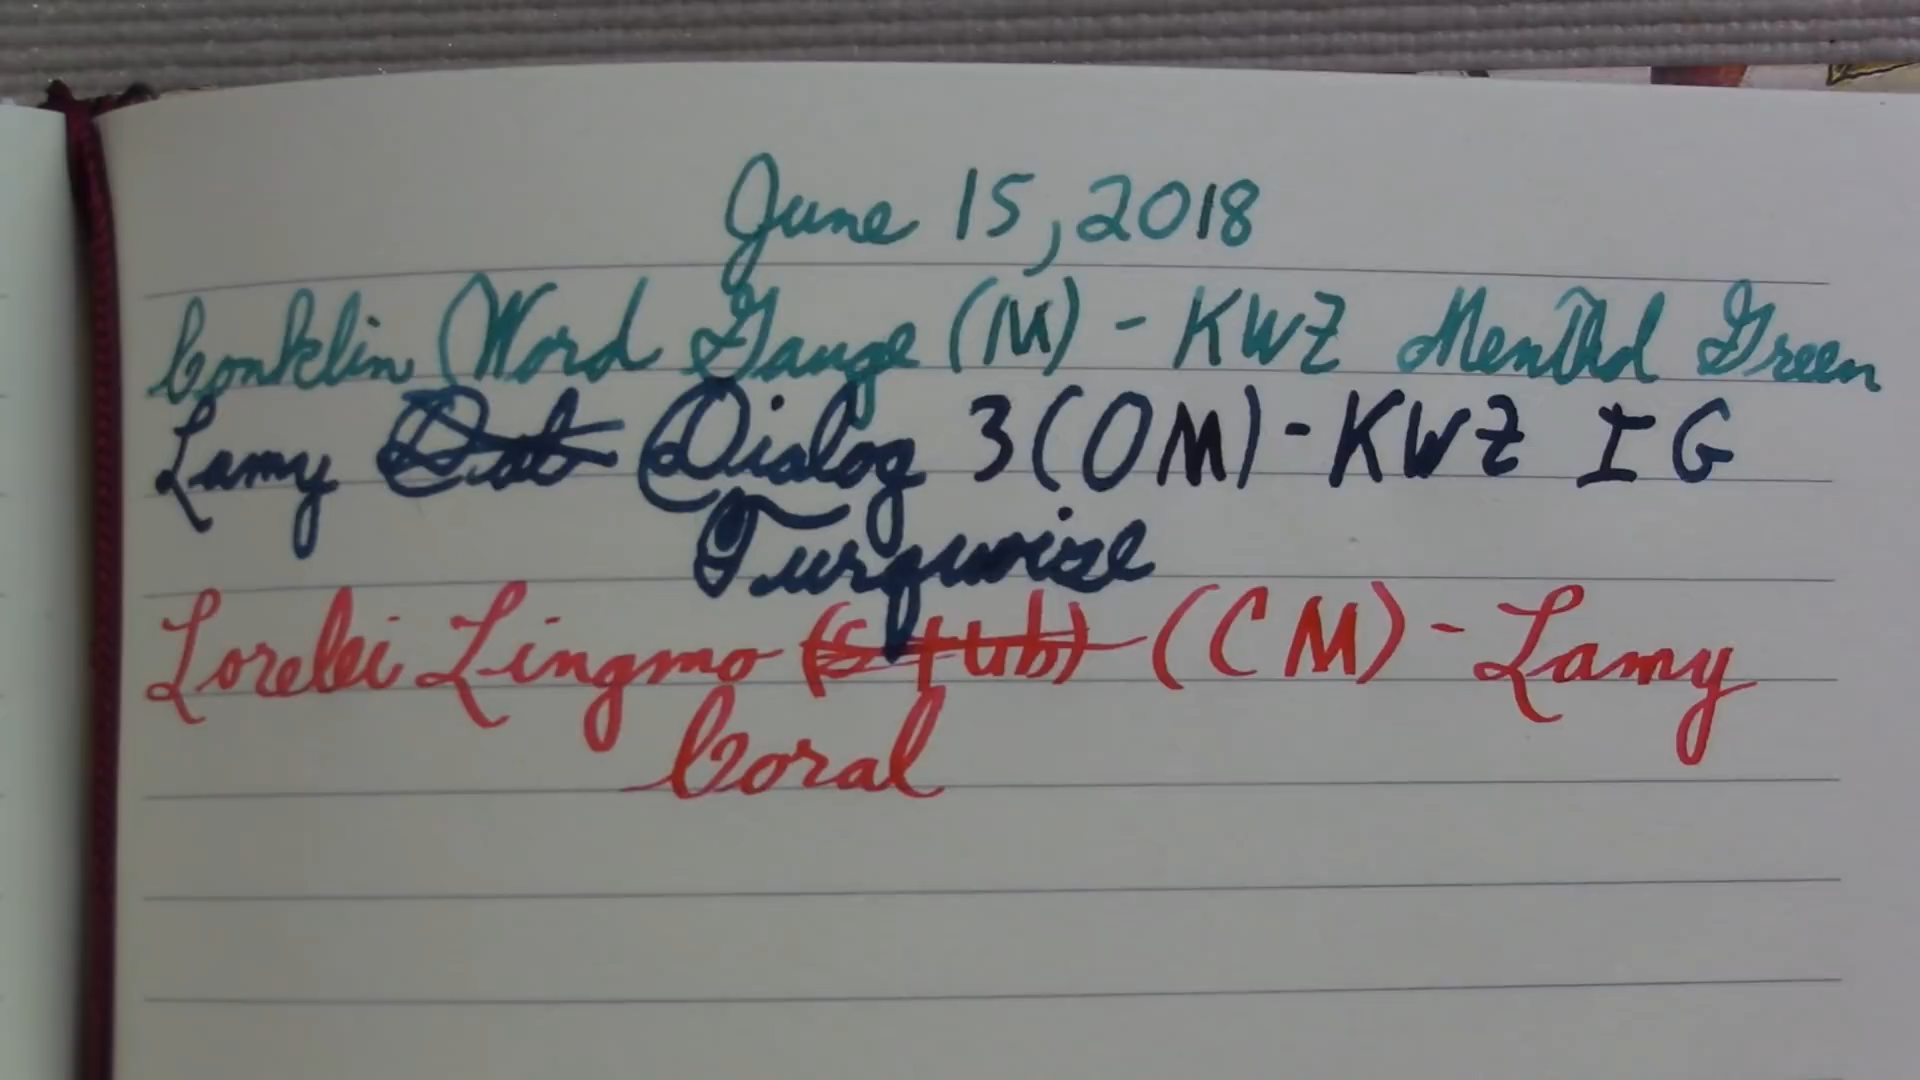 June 15, 2018
Conklin Word Gauge (M) - KWZ Menthol Green
Lamy Dialog 3 (OM) - KWZ IG
Turquoise
Lorelei Lingmo (stub) (CM) - Lamy
Coral